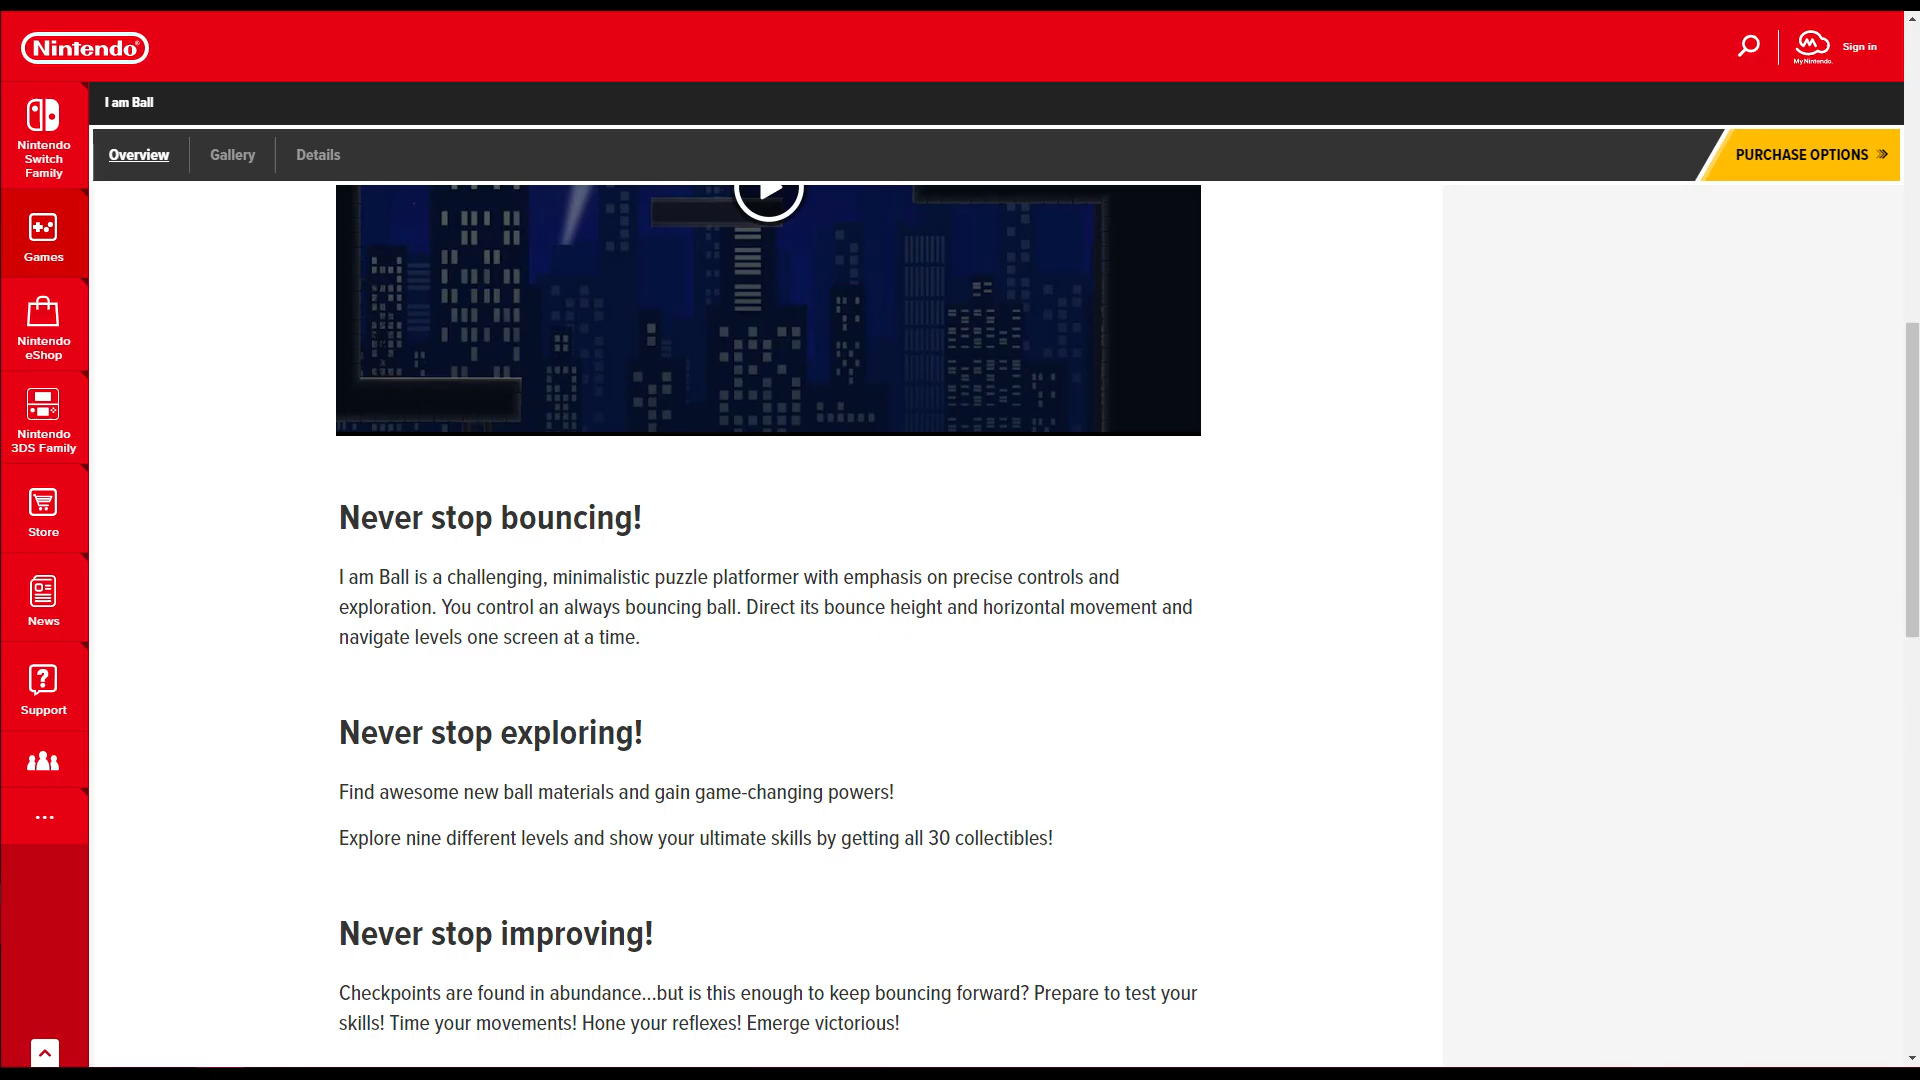 Nintendo
My Nintendo
Sign in
I am Ball
Overview
Gallery
Details
PURCHASE OPTIONS
Nintendo
Switch
Family
Games
Nintendo
eShop
Nintendo
3DS Family
Store
News
Support
Never stop bouncing!
I am Ball is a challenging, minimalistic puzzle platformer with emphasis on precise controls and
exploration. You control an always bouncing ball. Direct its bounce height and horizontal movement and
navigate levels one screen at a time.
Never stop exploring!
Find awesome new ball materials and gain game-changing powers!
Explore nine different levels and show your ultimate skills by getting all 30 collectibles!
Never stop improving!
Checkpoints are found in abundance...but is this enough to keep bouncing forward? Prepare to test your
skills! Time your movements! Hone your reflexes! Emerge victorious!